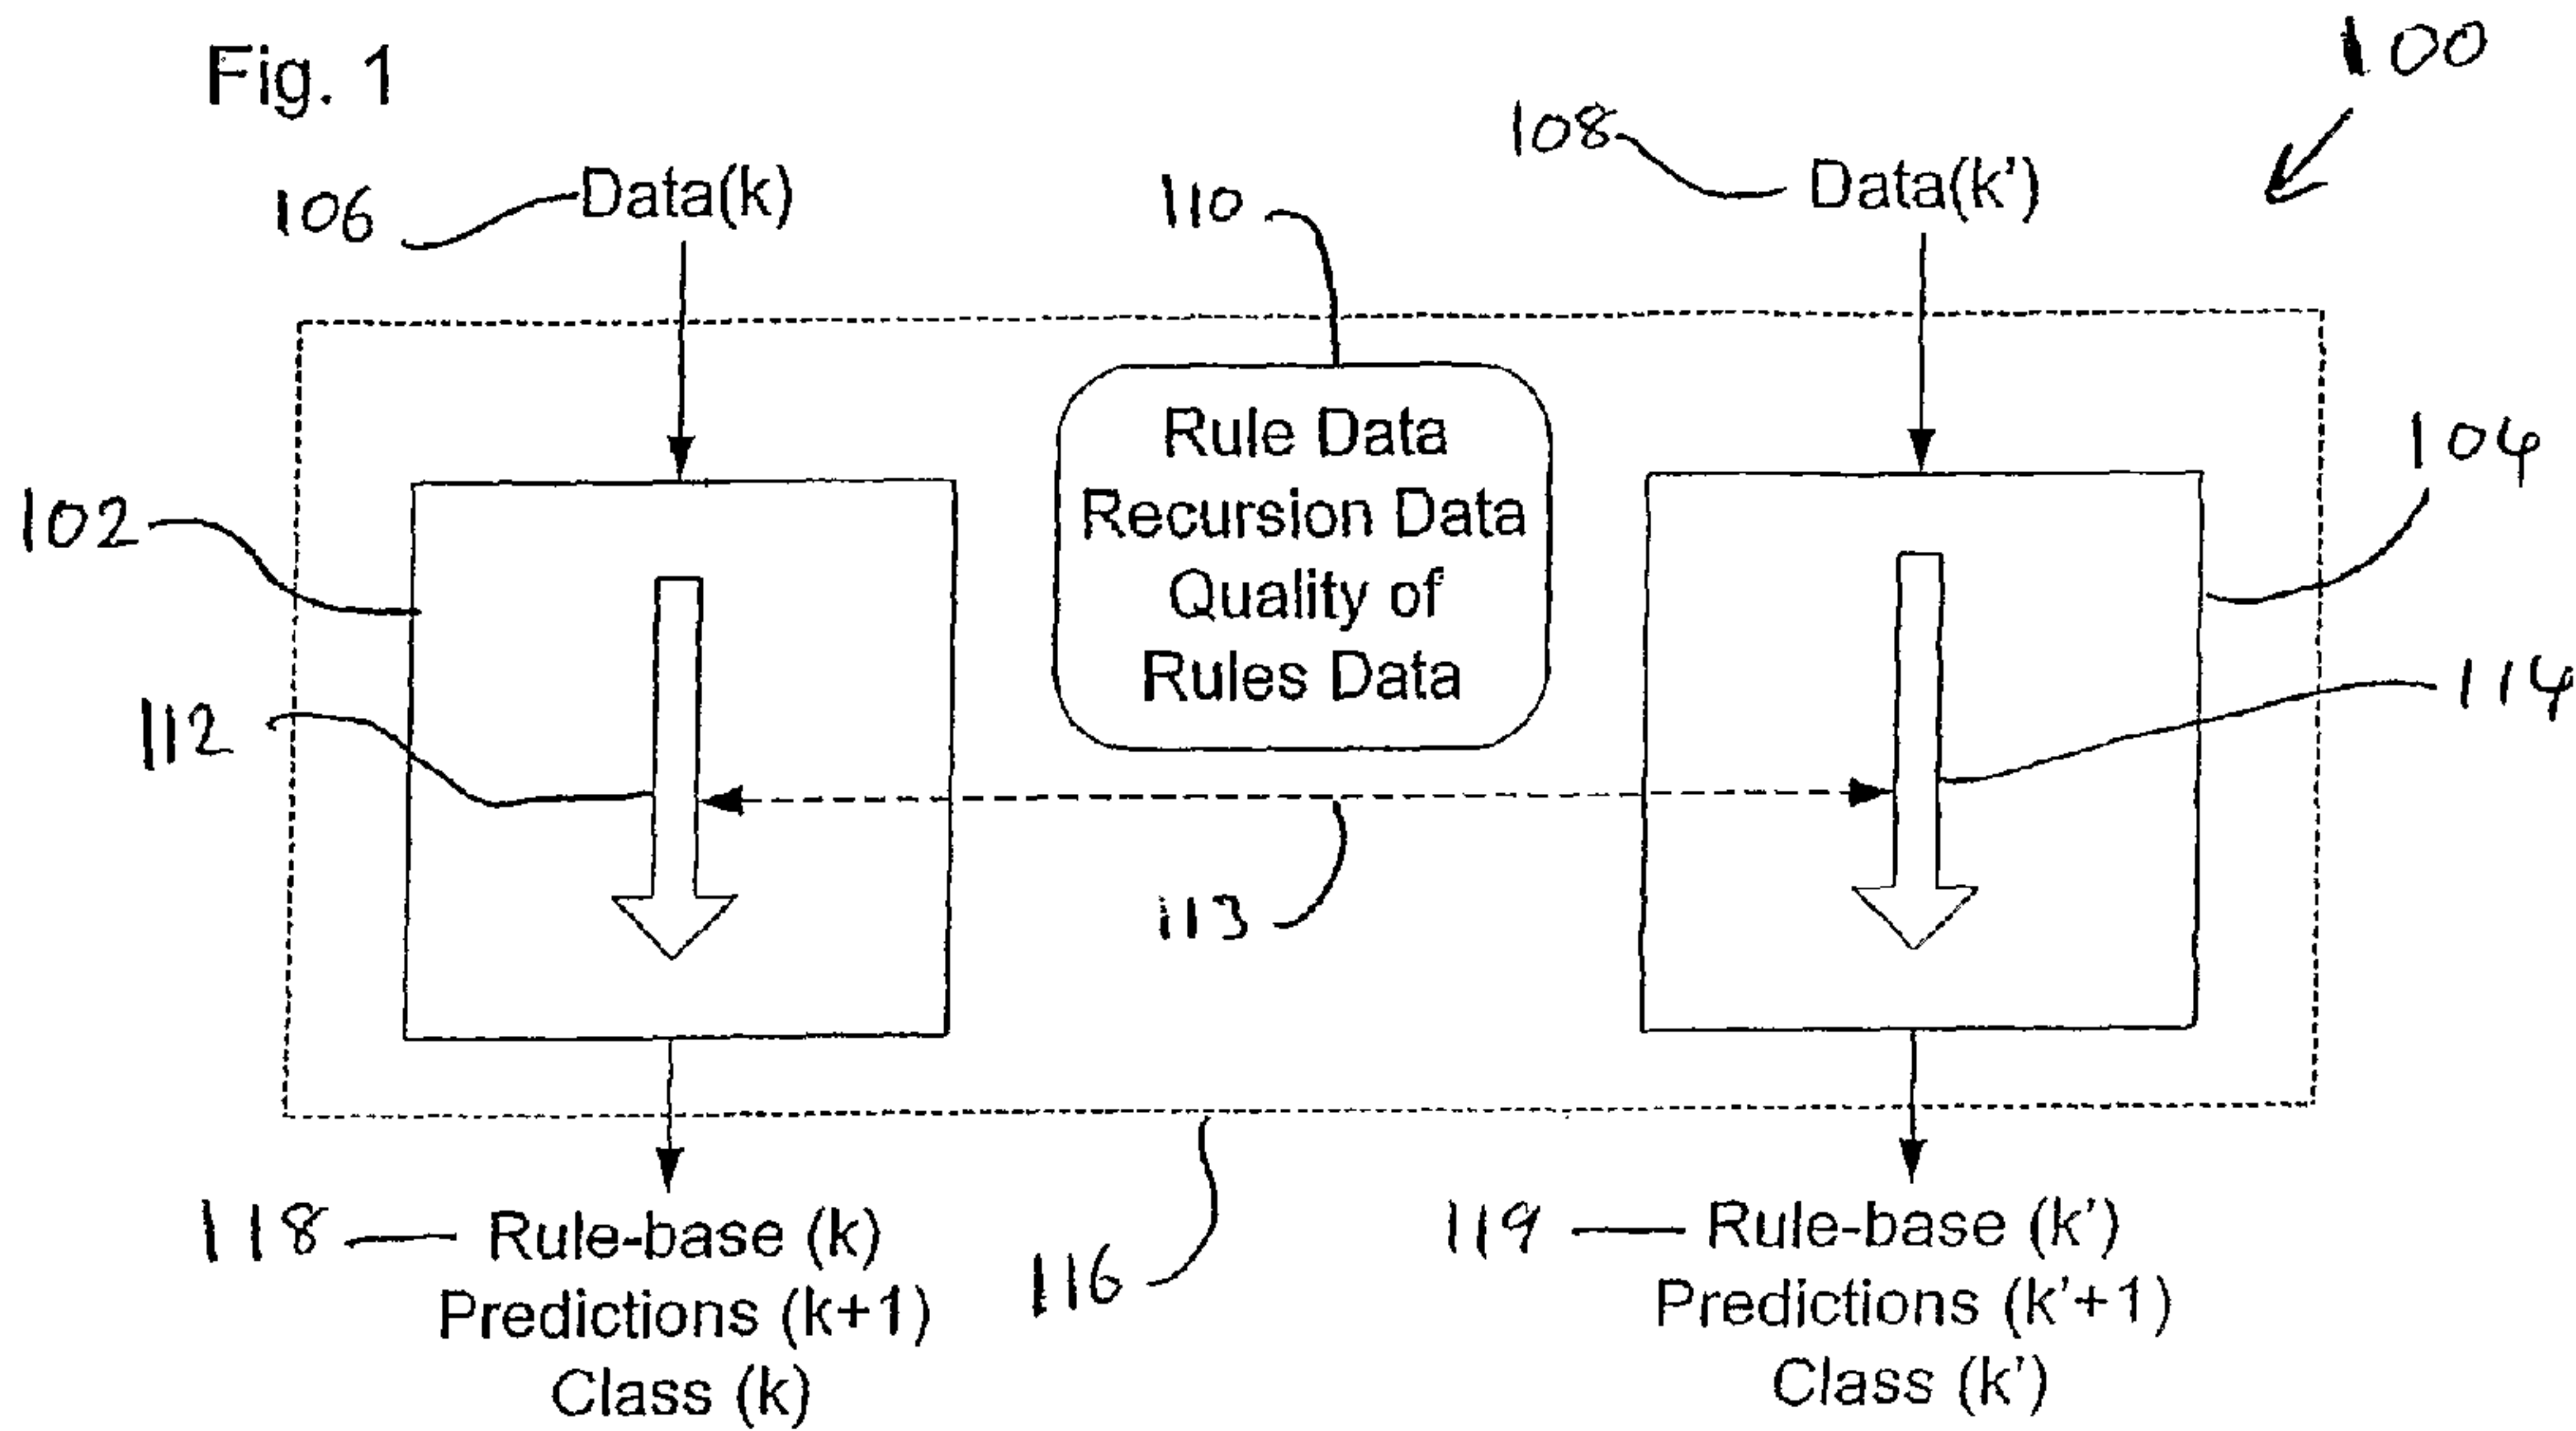 Fig. 1
100
108
106
Data(k)
110
Data(k')
Rule Data
Recursion Data
Quality of
Rules Data
104
102
112
114
113
118
Rule-base (k)
Predictions (k+1)
Class (k)
116
119
Rule-base (k')
Predictions (k'+1)
Class (k')